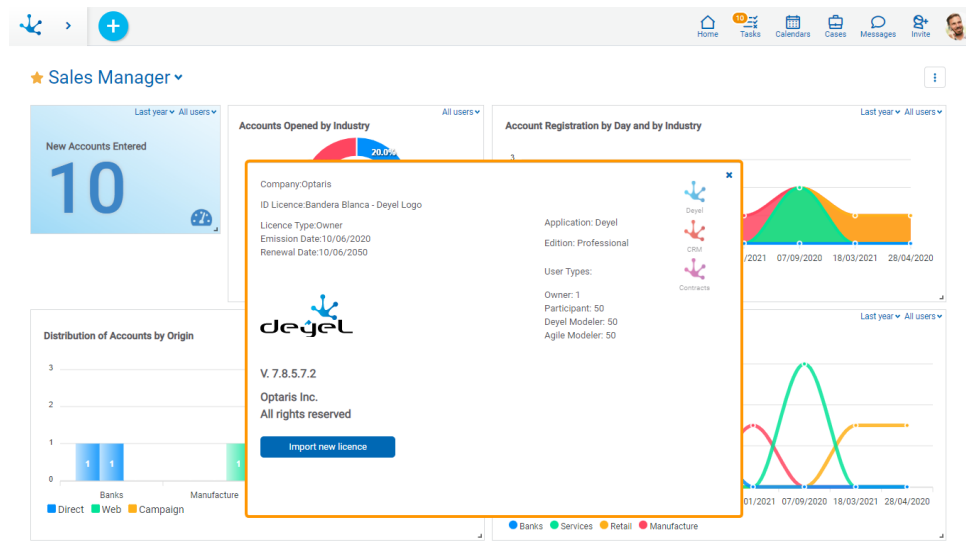 10
Home
Tasks
Calendars
Cases
Messages
Invite
Sales Manager
Last year All users
New Accounts Entered
10
All users
Accounts Opened by Industry
20.0%
Last year All users
Account Registration by Day and by Industry
3
/2021 07/09/2020 18/03/2021 28/04/2020
Company:Optaris
ID Licence:Bandera Blanca - Deyel Logo
Licence Type:Owner
Emission Date:10/06/2020
Renewal Date:10/06/2050
deyel
V. 7.8.5.7.2
Optaris Inc.
All rights reserved
Import new licence
Application: Deyel
Edition: Professional
User Types:
Owner: 1
Participant: 50
Deyel Modeler: 50
Agile Modeler: 50
Deyel
CRM
Contracts
Distribution of Accounts by Origin
3
2
1
0
1 1 1
Banks Manufacture
Direct Web Campaign
Last year All users
01/2021 07/09/2020 18/03/2021 28/04/2020
Banks Services Retail Manufacture